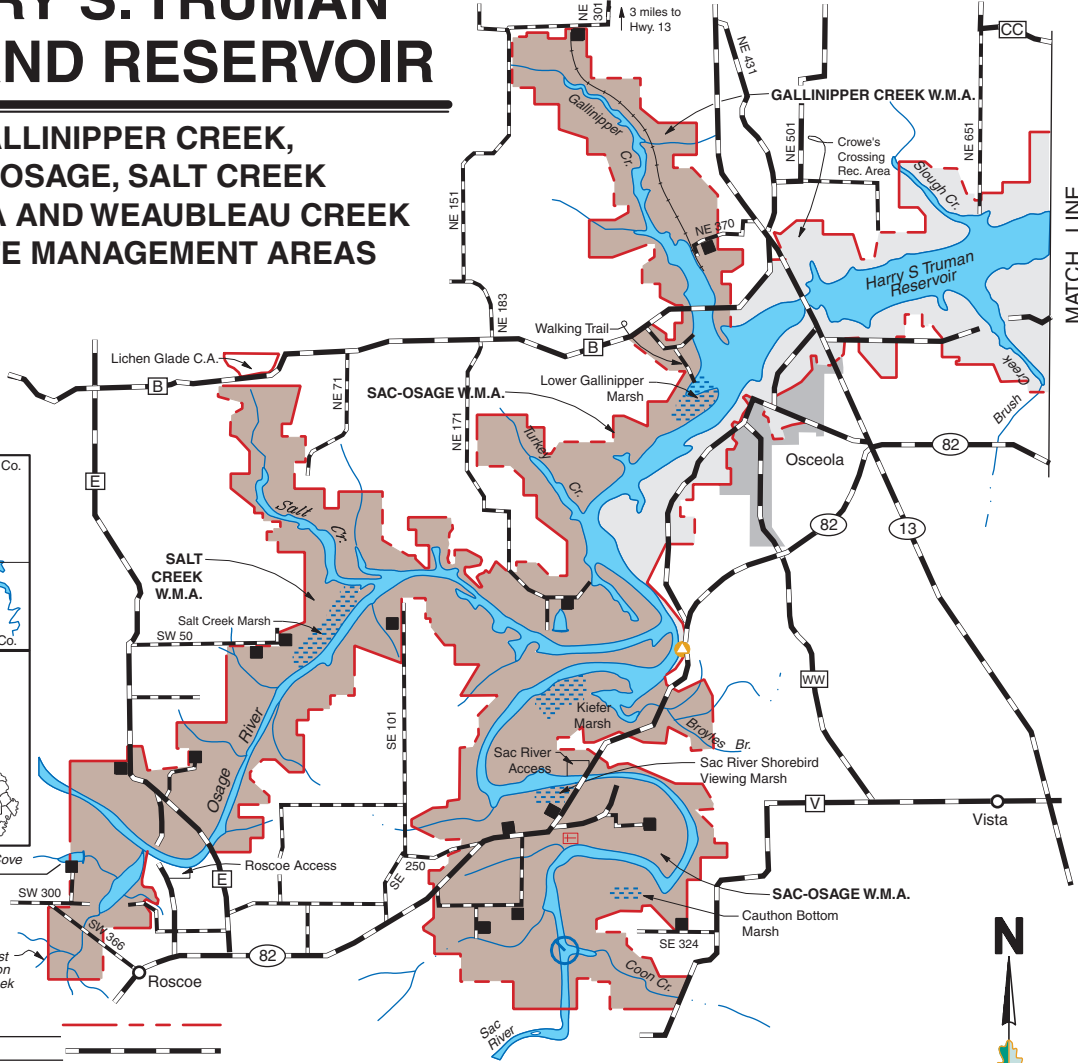 RY S. TRUMAN
ND RESERVOIR
ALLINIPPER CREEK,
OSAGE, SALT CREEK
A AND WEAUBLEAU CREEK
E MANAGEMENT AREAS
NE 301
3 miles to
Hwy. 13
NE 431
CC
GALLINIPPER CREEK W.M.A.
Gallinipper
Cr.
NE 501
NE 651
Crowe's
Crossing
Rec. Area
Slough Cr.
NE 151
NE 370
MATCH LINE
Harry S Truman
Reservoir
NE 183
Walking Trail
B
Lichen Glade C.A.
B
NE 71
SAC-OSAGE W.M.A.
Lower Gallinipper
Marsh
Creek
Brush
NE 171
Turkey
Cr.
Osceola
82
Co.
E
Salt
Cr.
82
13
SALT
CREEK
W.M.A.
Salt Creek Marsh
SW 50
Co.
WW
Kiefer
Marsh
Broyles Br.
SE 101
River
Osage
Sac River
Access
Sac River Shorebird
Viewing Marsh
V
Vista
Cove
Roscoe Access
SE 250
E
SW 300
SAC-OSAGE W.M.A.
Cauthon Bottom
Marsh
SW 366
SE 324
N
82
st
on
ek
Roscoe
Coon Cr.
Sac
River